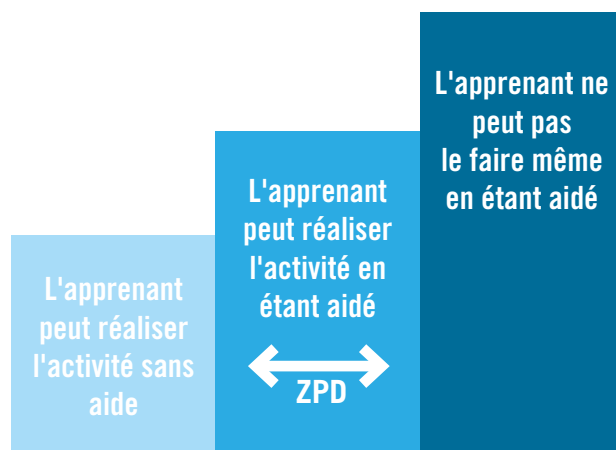 L'apprenant
peut réaliser
l'activité sans
aide
L'apprenant
peut réaliser
l'activité en
étant aidé
ZPD
L'apprenant ne
peut pas
le faire même
en étant aidé